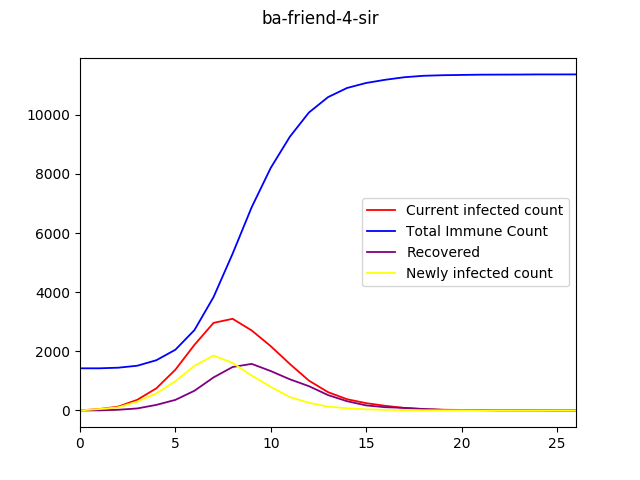 ba-friend-4-sir
10000
8000
6000
4000
2000
0
Current infected count
Total Immune Count
Recovered
Newly infected count
0 5 10 15 20 25